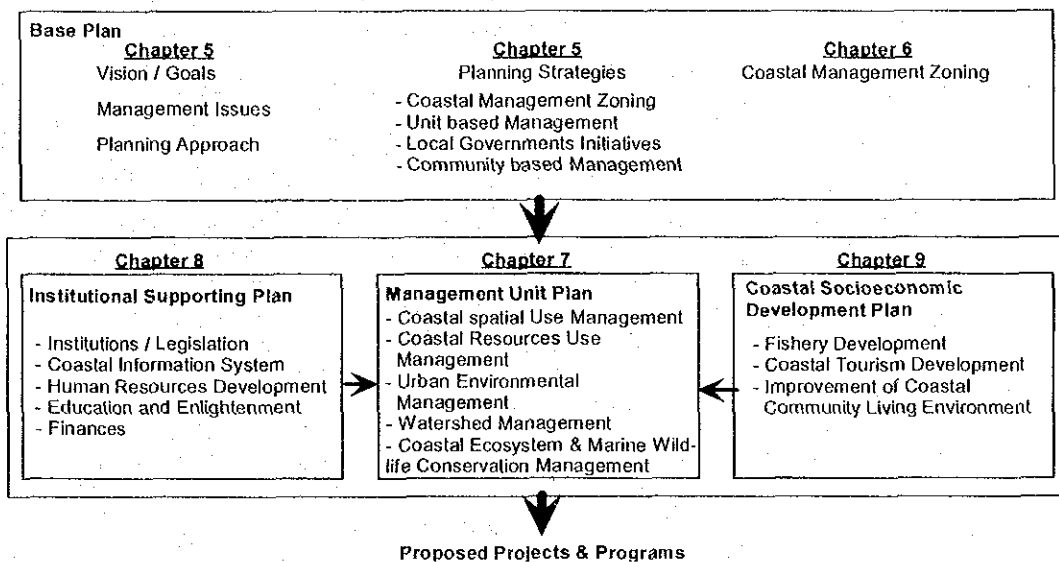 Base Plan
Chapter 5
Vision / Goals
Management Issues
Planning Approach
Chapter 5
Planning Strategies
- Coastal Management Zoning
- Unit based Management
- Local Governments Initiatives
- Community based Management
Chapter 6
Coastal Management Zoning
Chapter 8
Institutional Supporting Plan
- Institutions / Legislation
- Coastal Information System
- Human Resources Development
- Education and Enlightenment
- Finances
Chapter 7
Management Unit Plan
- Coastal spatial Use Management
- Coastal Resources Use
Management
- Urban Environmental
Management
- Watershed Management
- Coastal Ecosystem & Marine Wild-
life Conservation Management
Chapter 9
Coastal Socioeconomic
Development Plan
- Fishery Development
- Coastal Tourism Development
- Improvement of Coastal
Community Living Environment
Proposed Projects & Programs